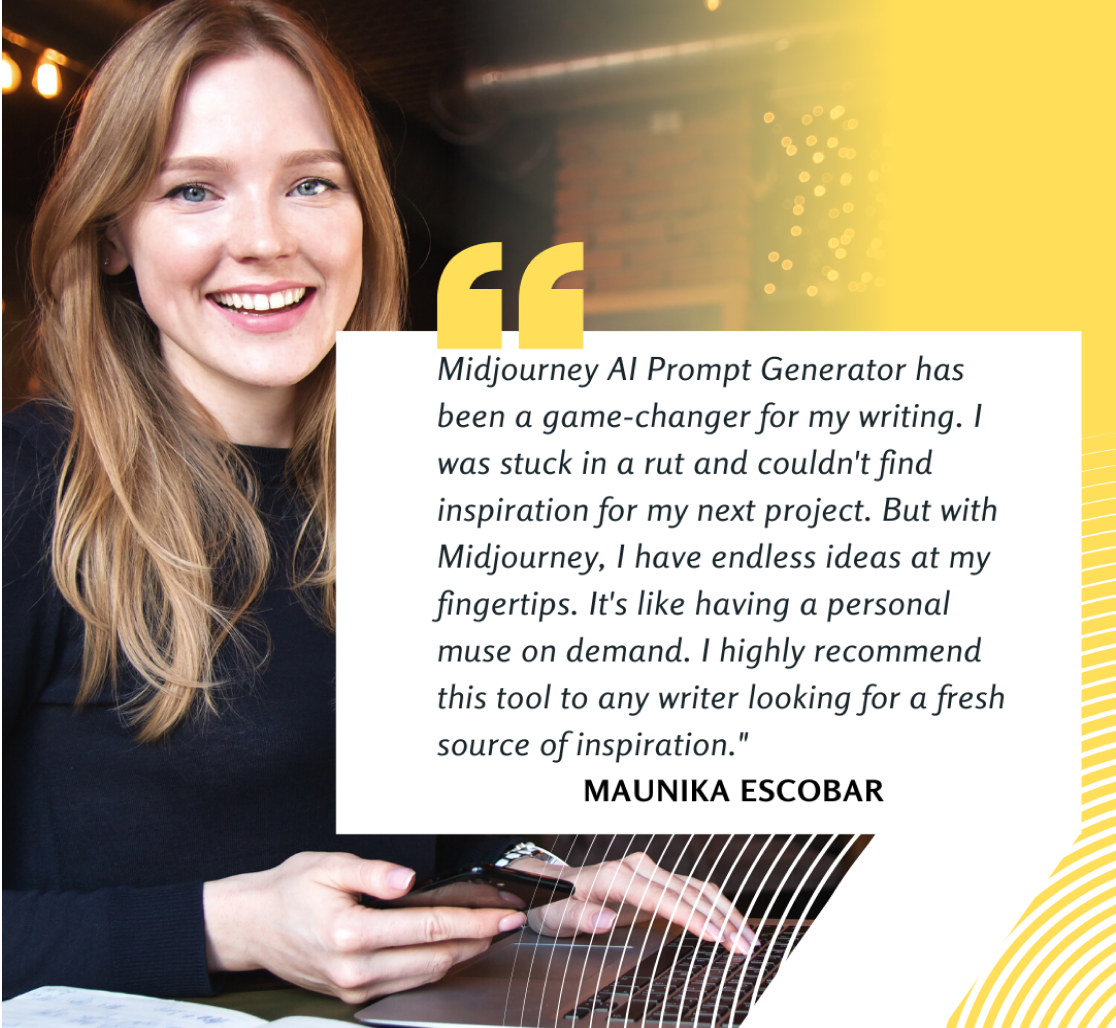 Midjourney AI Prompt Generator has
been a game-changer for my writing. I
was stuck in a rut and couldn't find
inspiration for my next project. But with
Midjourney, I have endless ideas at my
fingertips. It's like having a personal
muse on demand. I highly recommend
this tool to any writer looking for a fresh
source of inspiration."
MAUNIKA ESCOBAR